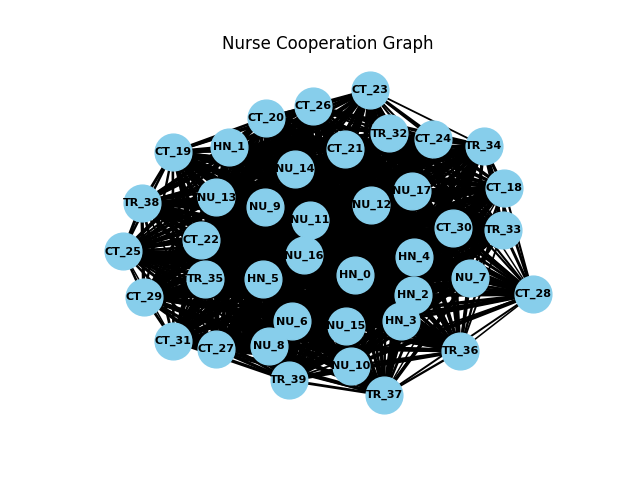 Nurse Cooperation Graph
CT_23
CT_26
CT_20
TR_32
CT_24
TR_34
HN_1
CT_21
CT_19
NU_14
CT_18
NU_17
NU_13
TR_38
NU_9
NU_12
NU_11
CT_30
TR_33
CT_22
CT_25
NU_16
HN_4
HN_0
NU_7
TR_35
HN_5
CT_28
HN_2
CT_29
NU_6
HN_3
NU_15
CT_31
NU_8
CT_27
TR_36
NU_10
TR_39
TR_37